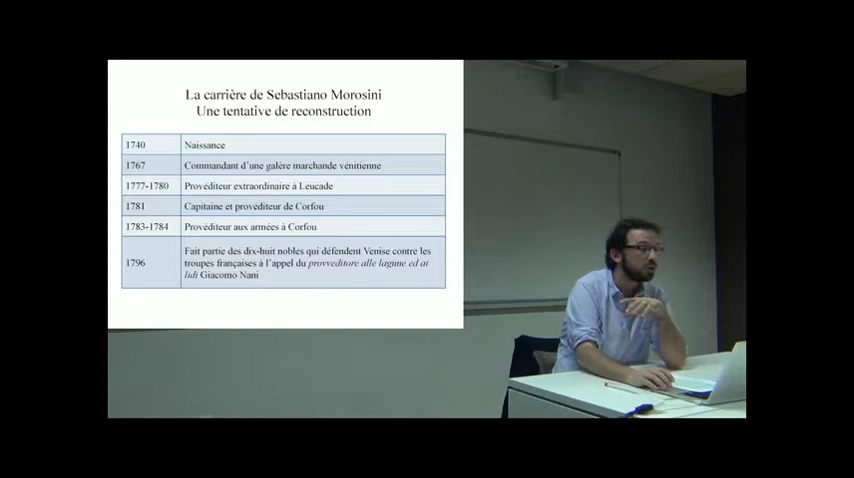 La carrière de Sebastiano Morosini
Une tentative de reconstruction
1740 Naissance
1767 Commandant d'une galère marchande vénitienne
1777-1780 Provéditeur extraordinaire à Leucade
1781 Capitaine et provéditeur de Corfou
1783-1784 Provéditeur aux armées à Corfou
1796 Fait partie des dix-huit nobles qui défendent Venise contre les
troupes françaises à l'appel du provveditore alle lagune ed ai
lidi Giacomo Nani